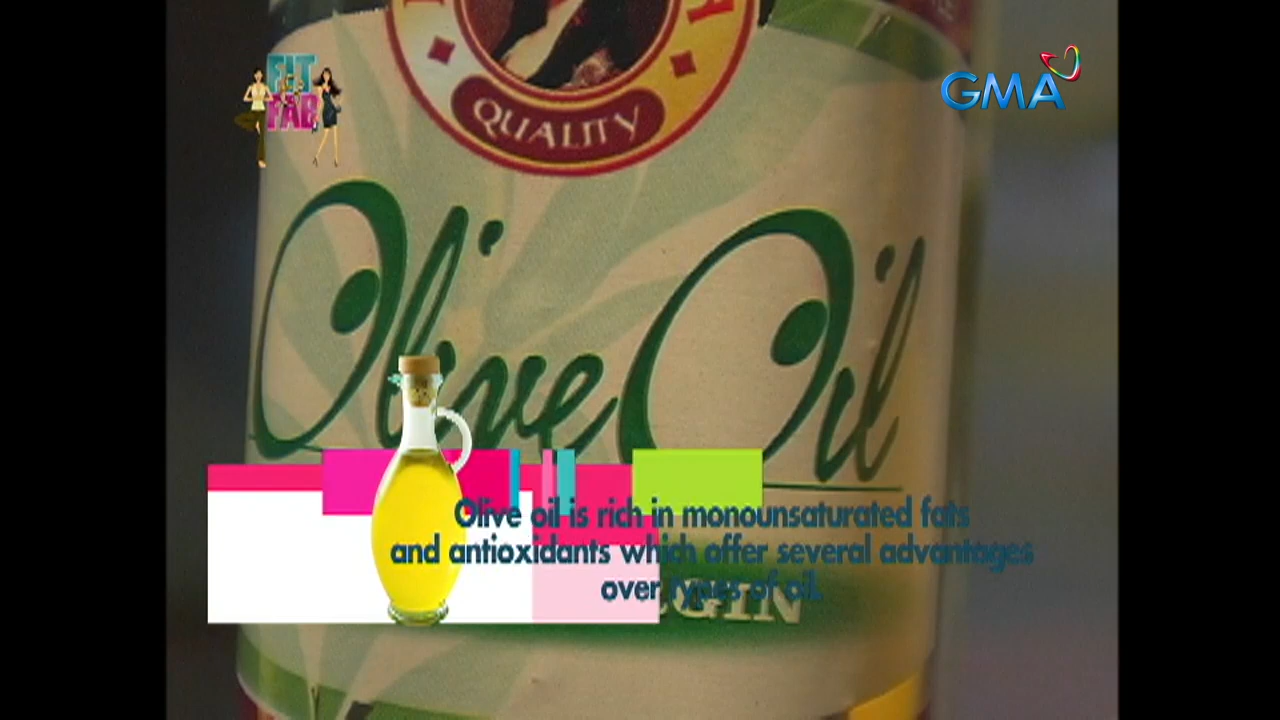 FIT
FAB
GMA
QUALITY
Olive Oil
Olive oil is rich in monounsaturated fats
and antioxidants which offer several advantages
over types of oil.